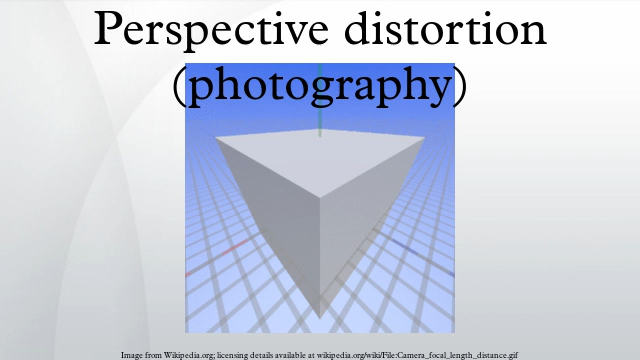 Perspective distortion
(photography)
Image from Wikipedia.org; licensing details available at wikipedia.org/wiki/File:Camera_focal_length_distance.gif